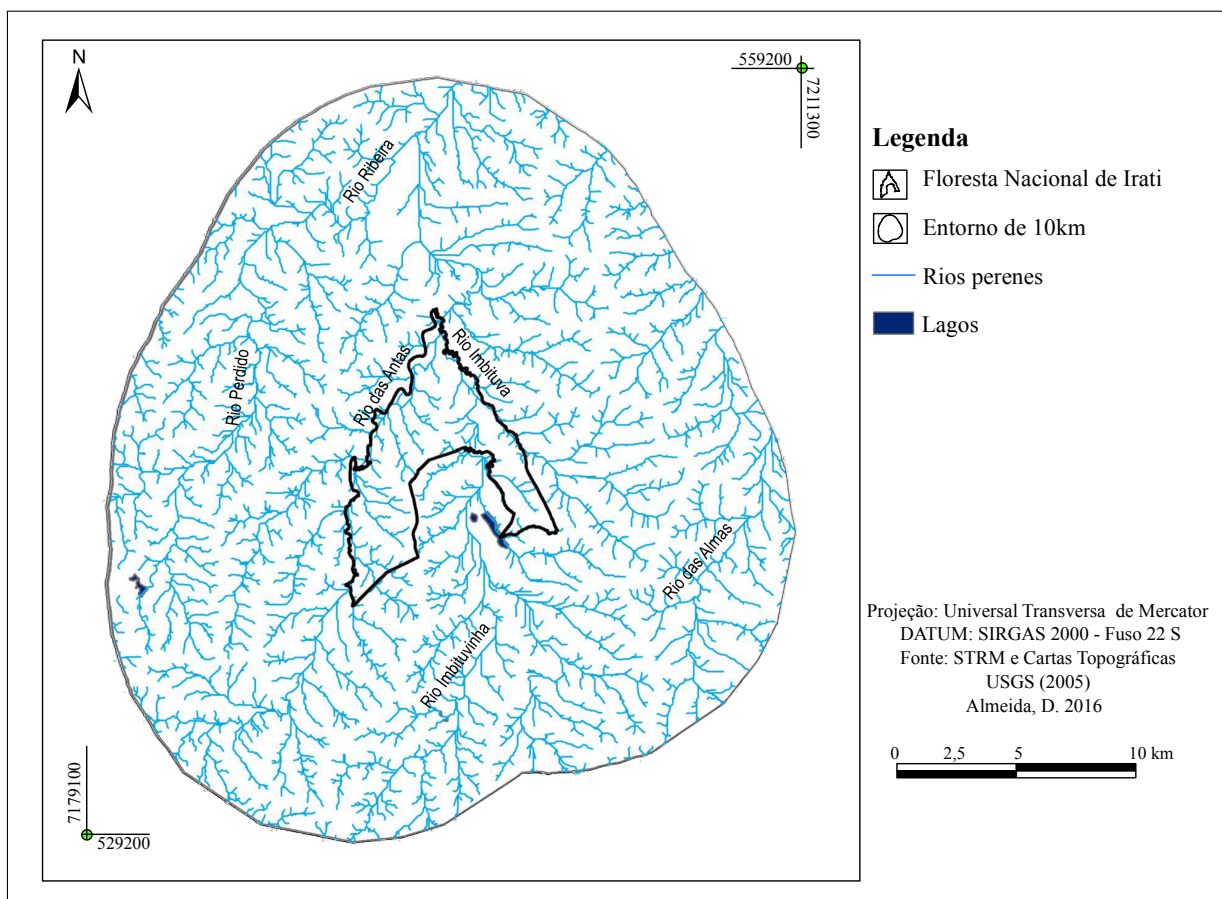 N
559200
7211300
Rio Ribeira
Rio Imbituva
Rio das Antas
Rio Perdido
Rio das Almas
Rio Imbituvinha
7179100
529200
Legenda
Floresta Nacional de Irati
Entorno de 10km
Rios perenes
Lagos
Projeção: Universal Transversa de Mercator
DATUM: SIRGAS 2000 - Fuso 22 S
Fonte: STRM e Cartas Topográficas
USGS (2005)
Almeida, D. 2016
0 2,5 5 10 km